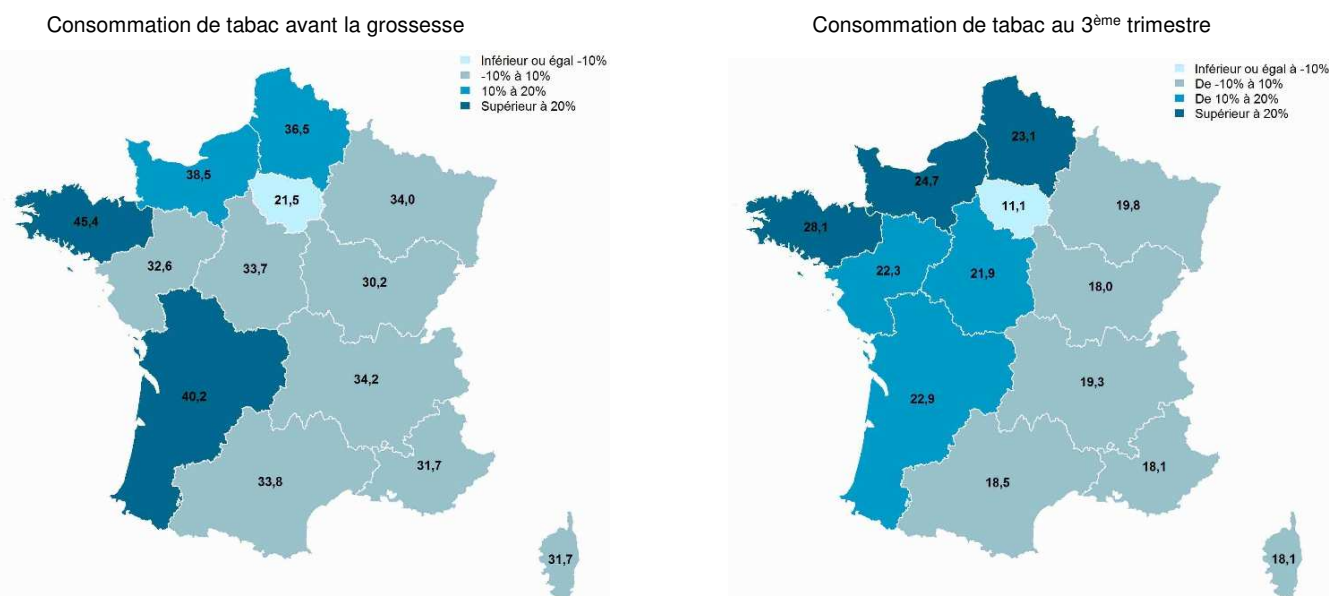 Consommation de tabac avant la grossesse
Inférieur ou égal -10%
-10% à 10%
10% à 20%
Supérieur à 20%
36,5
38,5
21,5
34,0
45,4
32,6
33,7
30,2
34,2
40,2
31,7
33,8
31,7
Consommation de tabac au 3ème trimestre
Inférieur ou égal à -10%
De -10% à 10%
De 10% à 20%
Supérieur à 20%
23,1
24,7
11,1
19,8
28,1
22,3
21,9
18,0
19,3
22,9
18,1
18,5
18,1